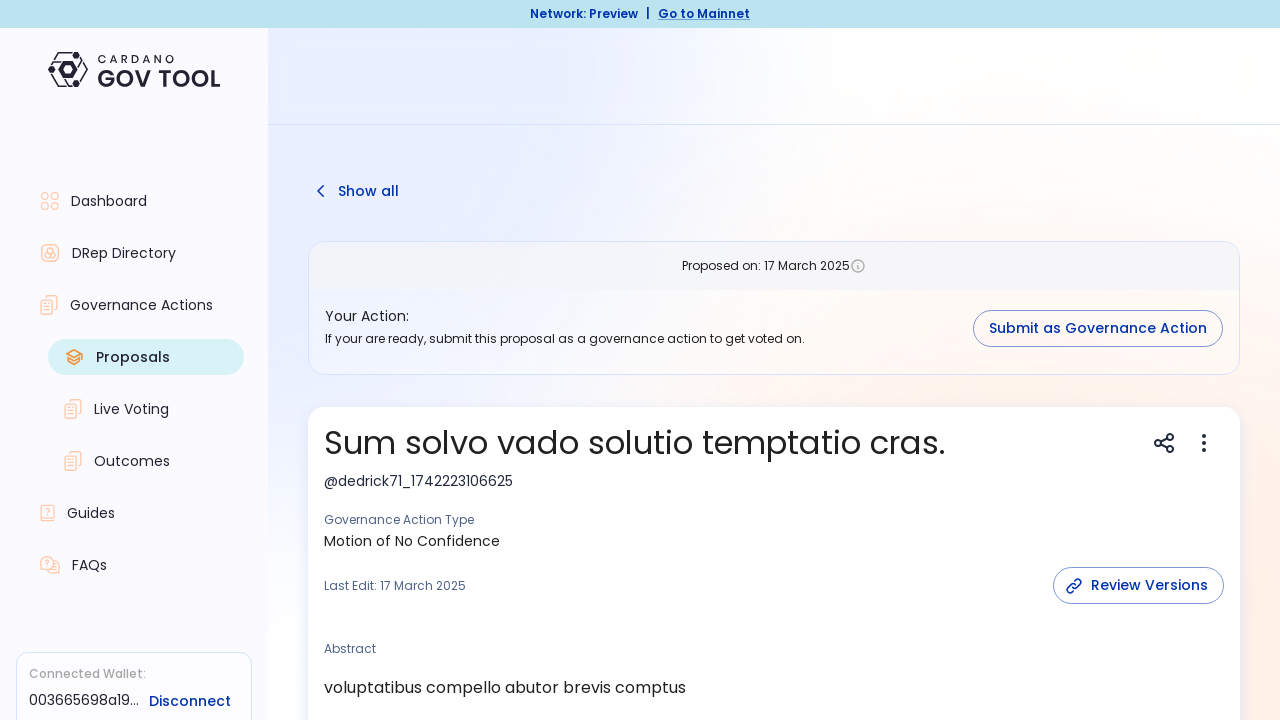 Network: Preview | Go to Mainnet
CARDANO
GOV TOOL
Dashboard
DRep Directory
Governance Actions
Proposals
Live Voting
Outcomes
Guides
FAQs
Connected Wallet:
003665698a19... Disconnect
Show all
Proposed on: 17 March 2025
Your Action:
If your are ready, submit this proposal as a governance action to get voted on.
Submit as Governance Action
Sum solvo vado solutio temptatio cras.
@dedrick71_1742223106625
Governance Action Type
Motion of No Confidence
Last Edit: 17 March 2025
Review Versions
Abstract
voluptatibus compello abutor brevis comptus